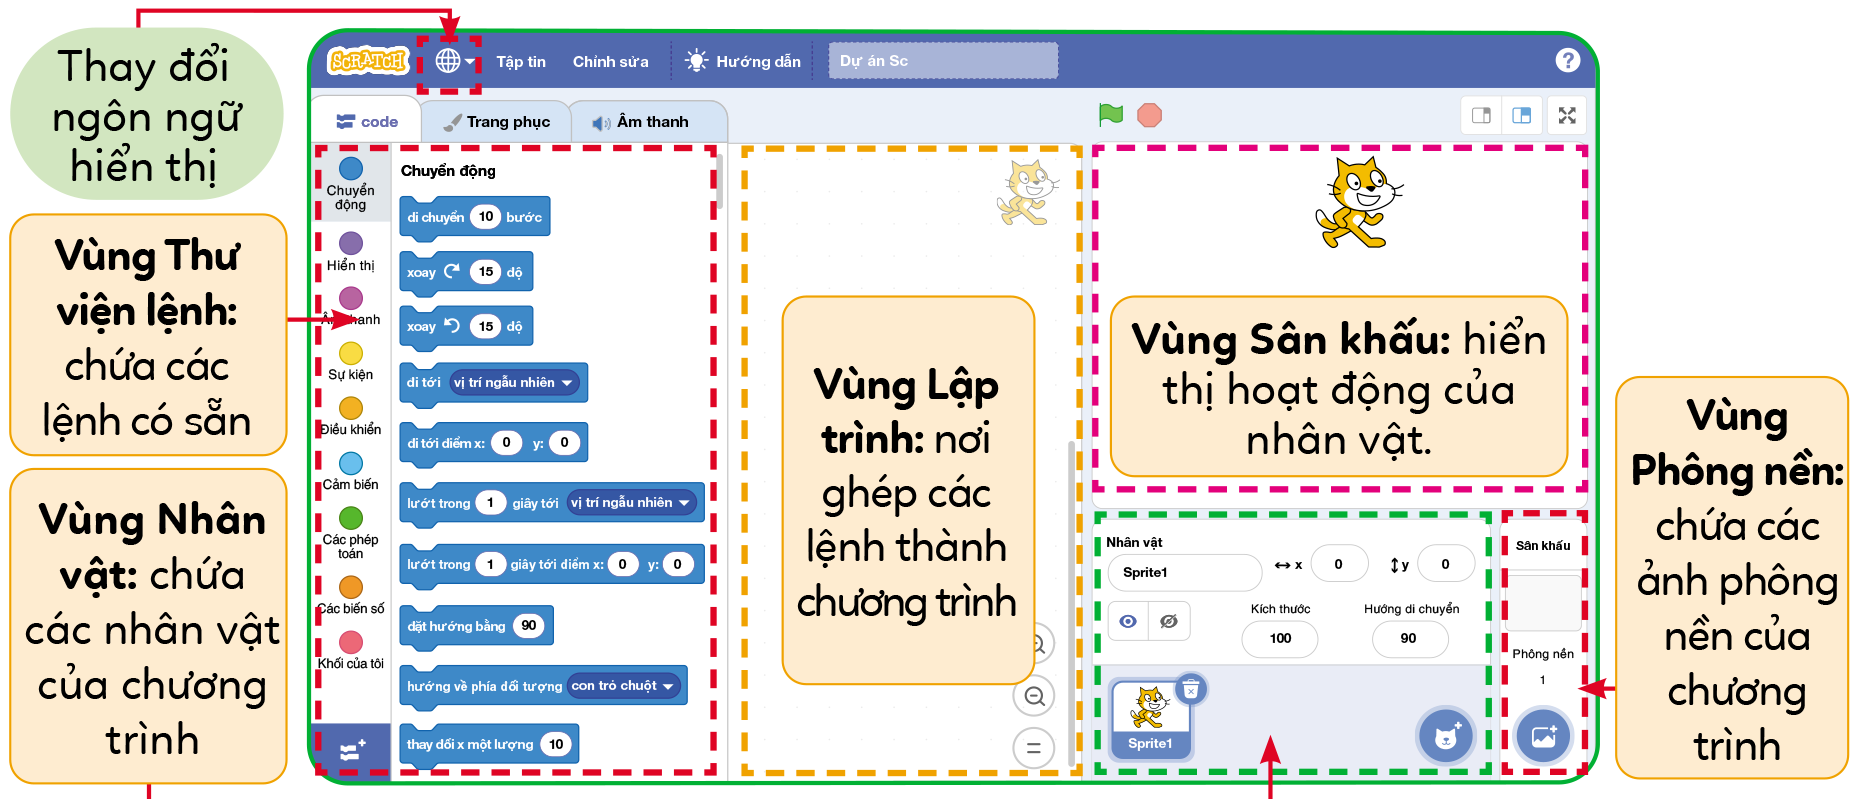 Thay đổi
ngôn ngữ
hiển thị
Vùng Thư
viện lệnh:
chứa các
lệnh có sẵn
Vùng Nhân
vật: chứa
các nhân vật
của chương
trình
SCRATCH
Tập tin
Chỉnh sửa
Hướng dẫn
Dự án Sc
?
code
Trang phục
Âm thanh
Chuyển
động
Hiển thị
Âm thanh
Sự kiện
Điều khiển
Cảm biến
Các phép
toán
Các biến số
Khối của tôi
Chuyển động
di chuyển 10 bước
xoay 15 độ
xoay 15 độ
đi tới vị trí ngẫu nhiên
đi tới điểm x: 0 y: 0
lướt trong 1 giây tới vị trí ngẫu nhiên
lướt trong 1 giây tới điểm x: 0 y: 0
đặt hướng bằng 90
hướng về phía đối tượng con trỏ chuột
thay đổi x một lượng 10
Vùng Lập
trình: nơi
ghép các
lệnh thành
chương trình
Vùng Sân khấu: hiển
thị hoạt động của
nhân vật.
Nhân vật
Sprite1
x 0
y 0
Kích thước
100
Hướng di chuyển
90
Sprite1
Sân khấu
Phông nền
1
Vùng
Phông nền:
chứa các
ảnh phông
nền của
chương
trình